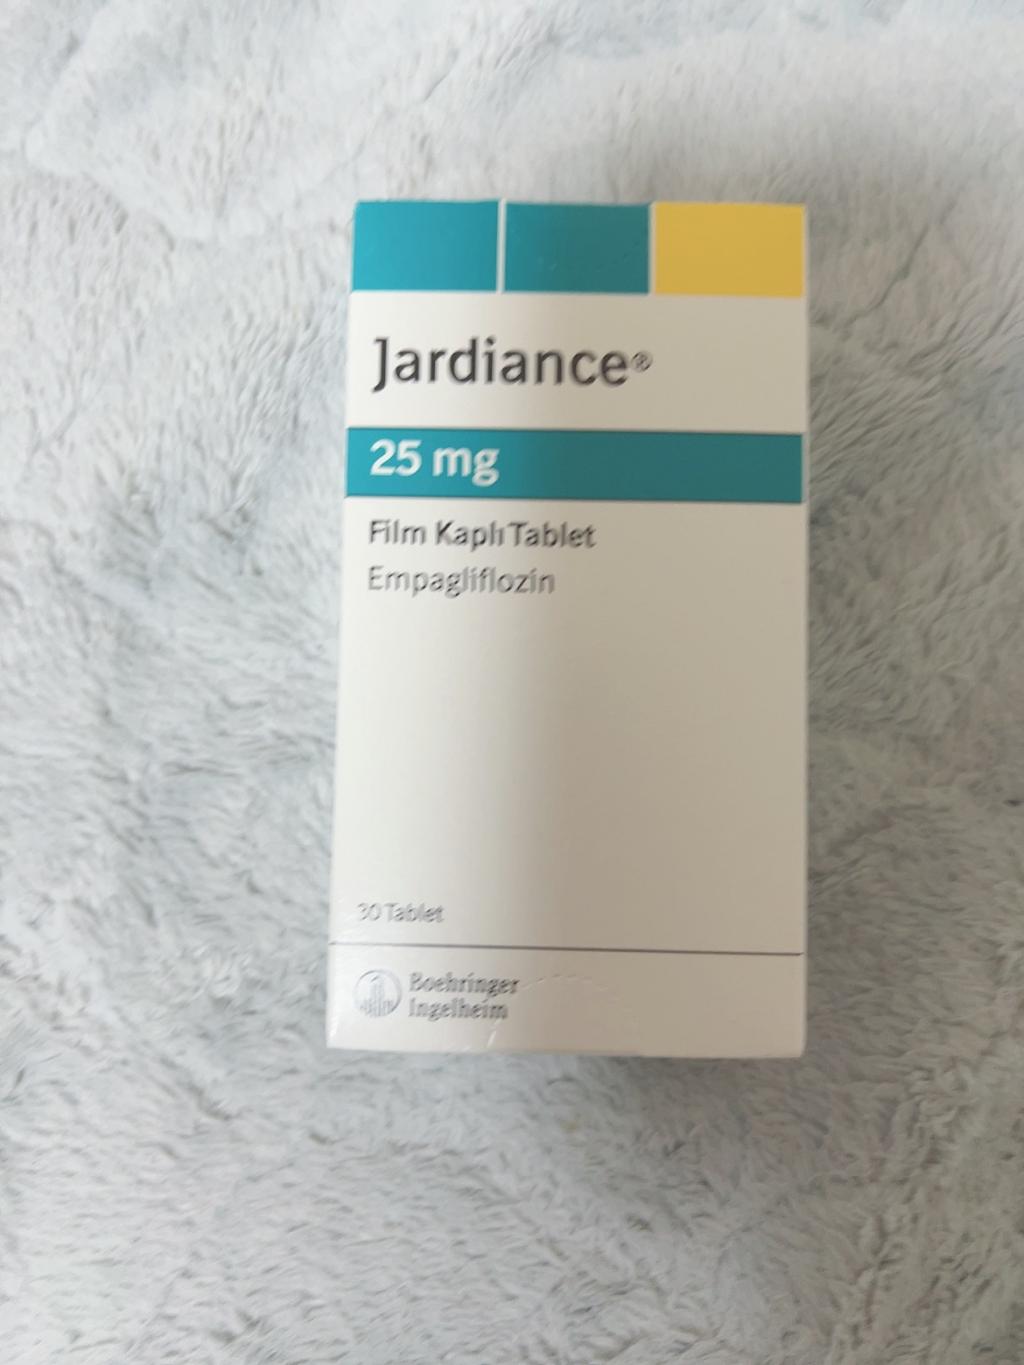 Jardiance®
25 mg
Film Kaplı Tablet
Empagliflozin
30 Tablet
Boehringer
Ingelheim